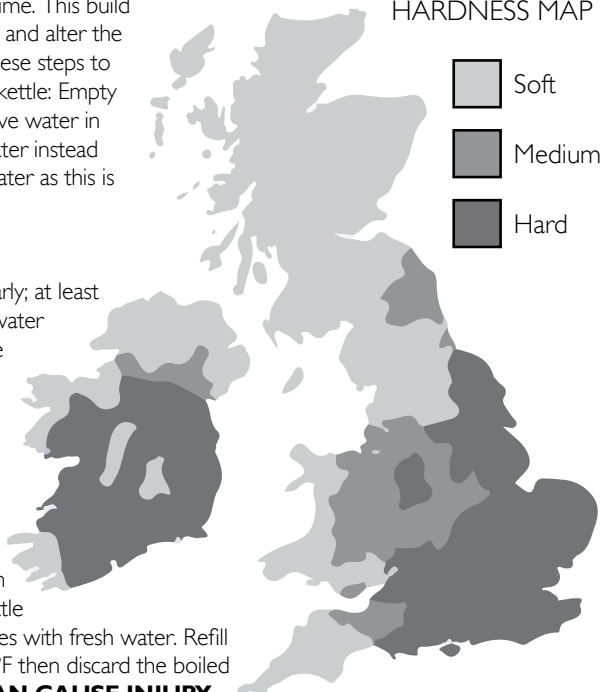 ime. This build
and alter the
ese steps to
kettle: Empty
ve water in
ater instead
ater as this is
arly; at least
water
e
n
ttle
es with fresh water. Refill
°F then discard the boiled
AN CAUSE INJURY
HARDNESS MAP
Soft
Medium
Hard